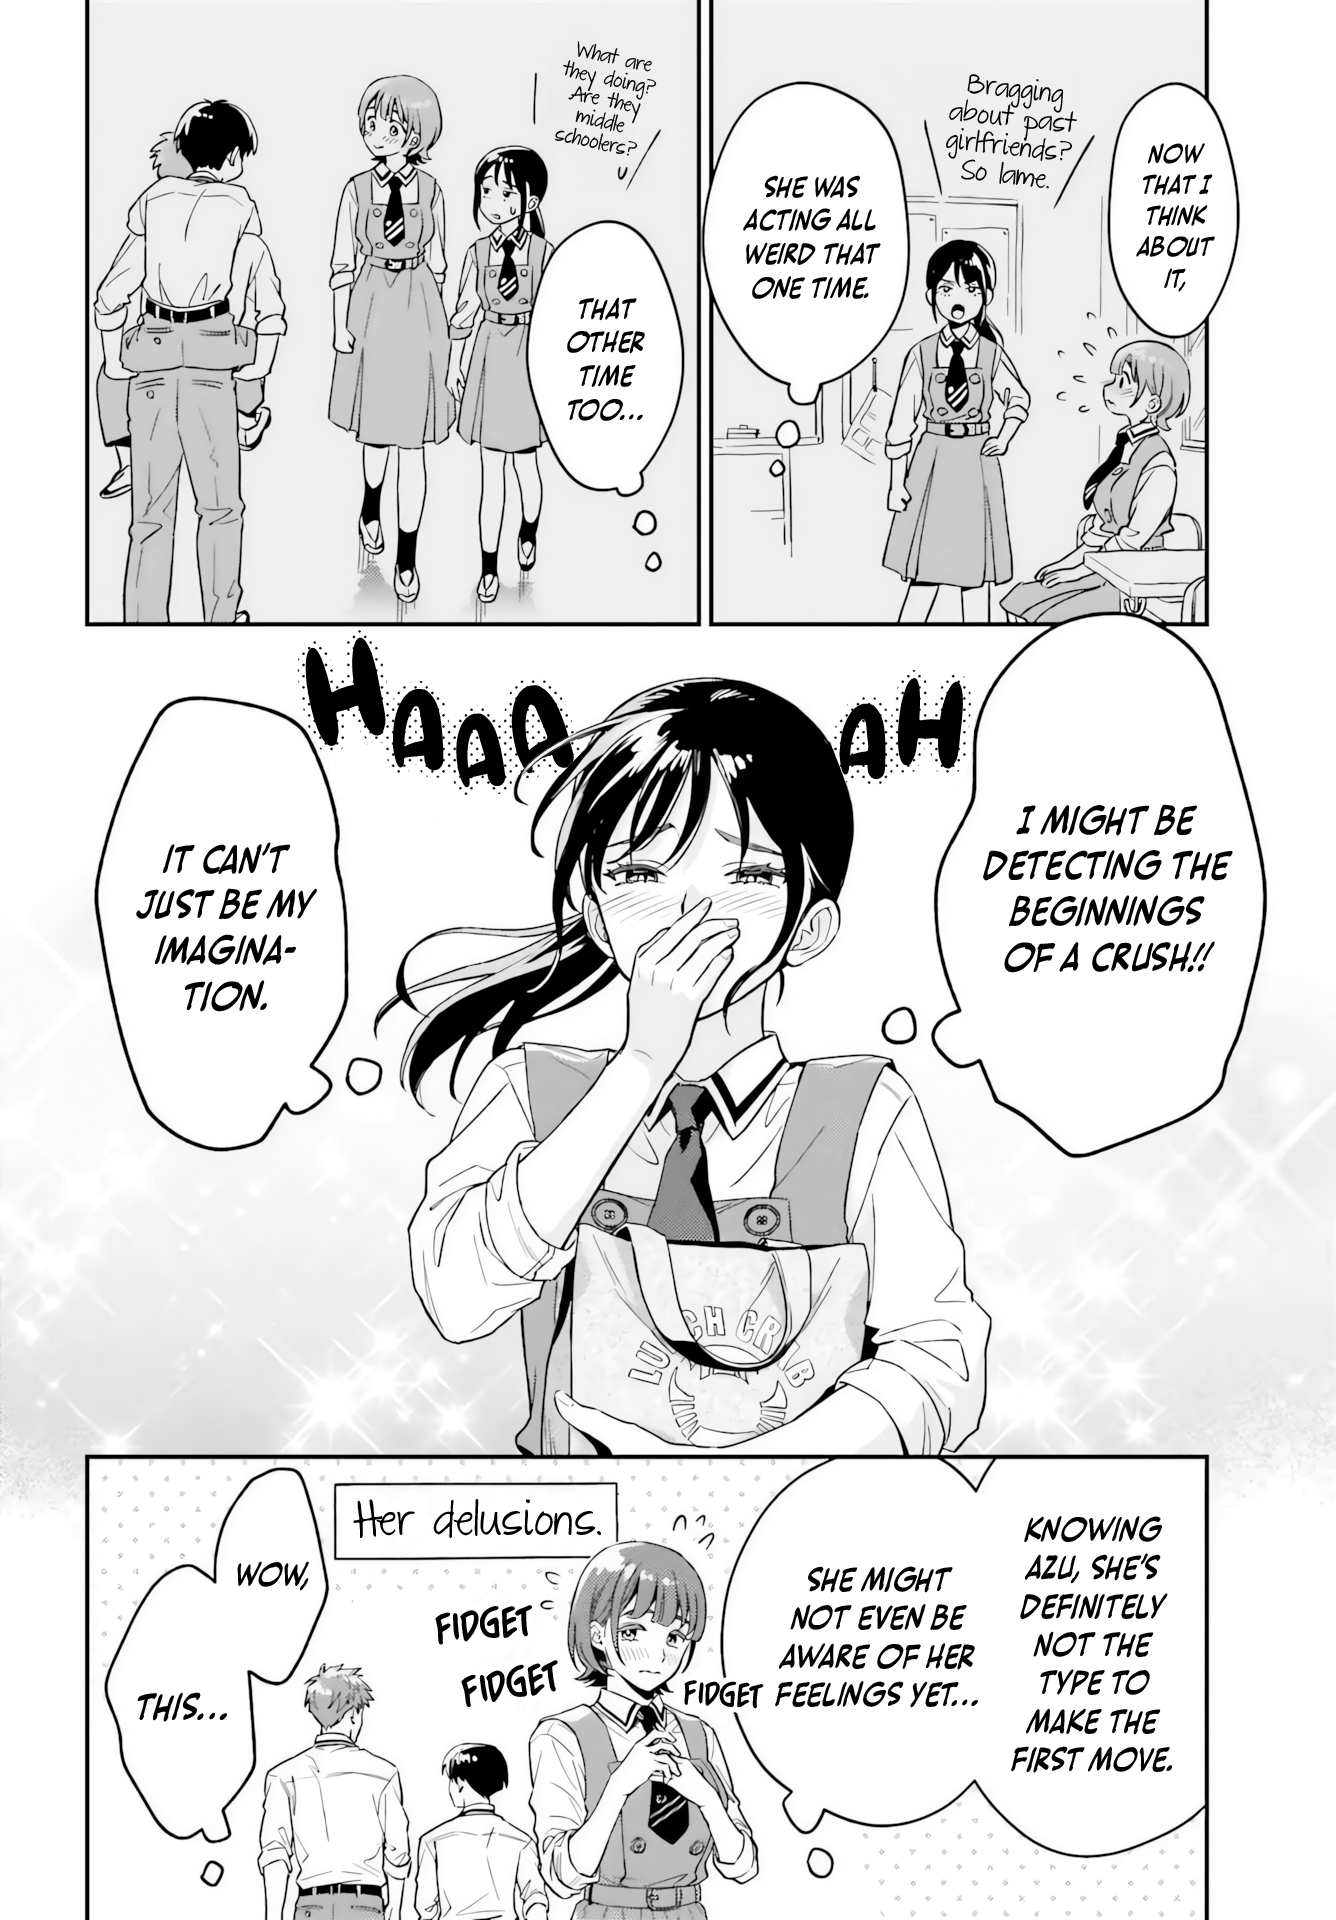 NOW
THAT I
THINK
ABOUT
IT,
Bragging
about past
girlfriends?
So lame.
SHE WAS
ACTING ALL
WEIRD THAT
ONE TIME.
What are
they doing?
Are they
middle
schoolers?
THAT
OTHER
TIME
TOO...
HAAA AH
I MIGHT BE
DETECTING THE
BEGINNINGS
OF A CRUSH!!
IT CAN'T
JUST BE MY
IMAGINA-
TION.
LUNCH CRAB
KNOWING
AZU, SHE'S
DEFINITELY
NOT THE
TYPE TO
MAKE THE
FIRST MOVE.
SHE MIGHT
NOT EVEN BE
AWARE OF HER
FEELINGS YET...
Her delusions.
FIDGET
FIDGET
FIDGET
WOW,
THIS...